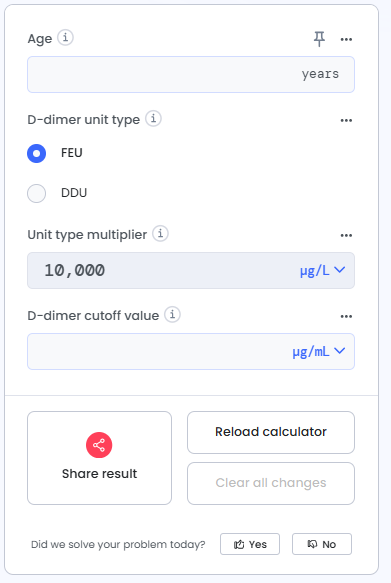 Age i
years
D-dimer unit type i
FEU
DDU
Unit type multiplier i
10,000 µg/L
D-dimer cutoff value i
µg/mL
Share result
Reload calculator
Clear all changes
Did we solve your problem today? Yes No